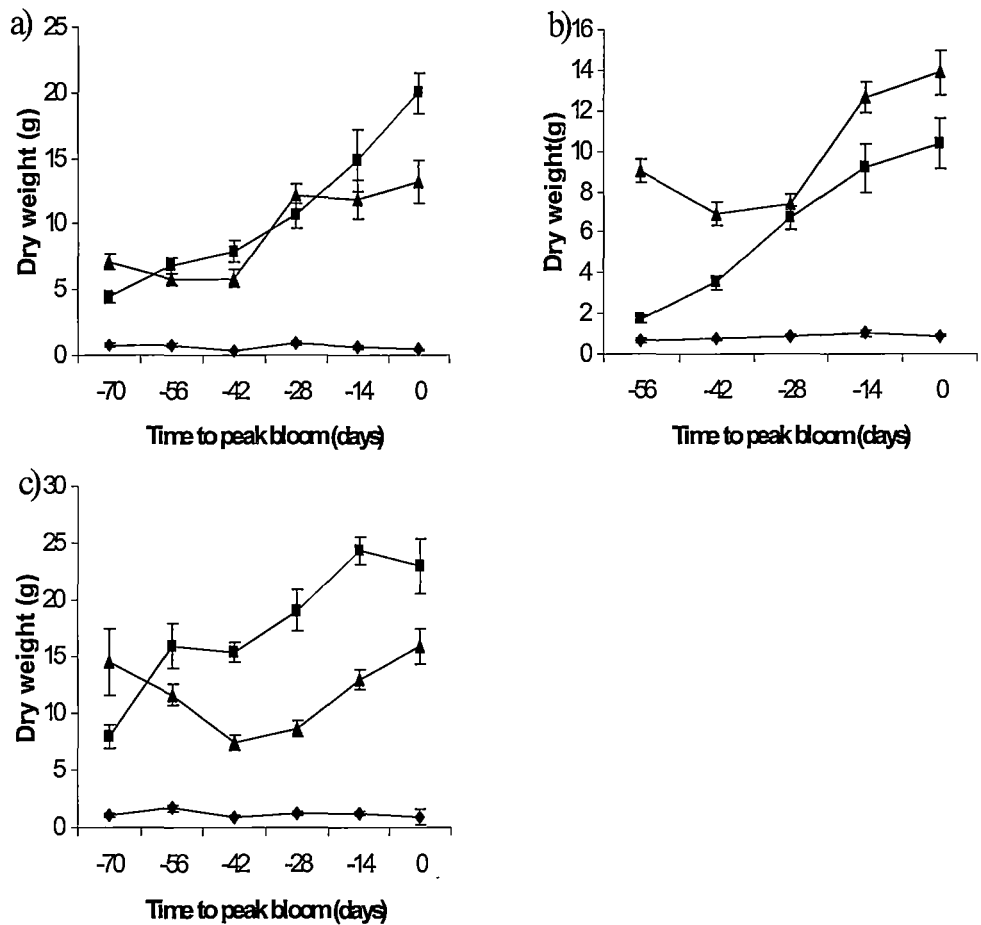 a)
25
20
15
10
5
0
Dry weight (g)
-70 -56 -42 -28 -14 0
Time to peak bloom (days)
b)
16
14
12
10
8
6
4
2
0
Dry weight(g)
-56 -42 -28 -14 0
Time to peak bloom (days)
c)
30
25
20
15
10
5
0
Dry weight (g)
-70 -56 -42 -28 -14 0
Time to peak bloom (days)